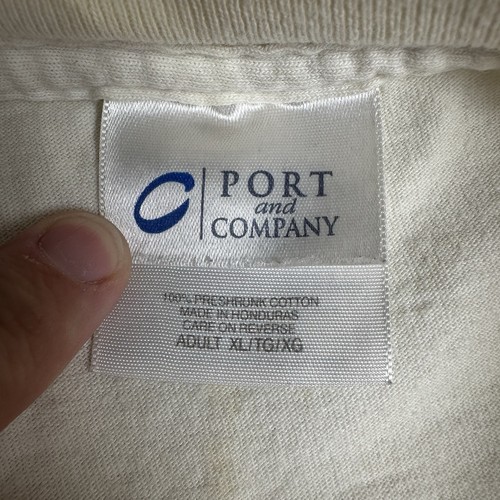 PORT
and
COMPANY
100% PRESHRUNK COTTON
MADE IN HONDURAS
CARE ON REVERSE
ADULT XL/TG/XG